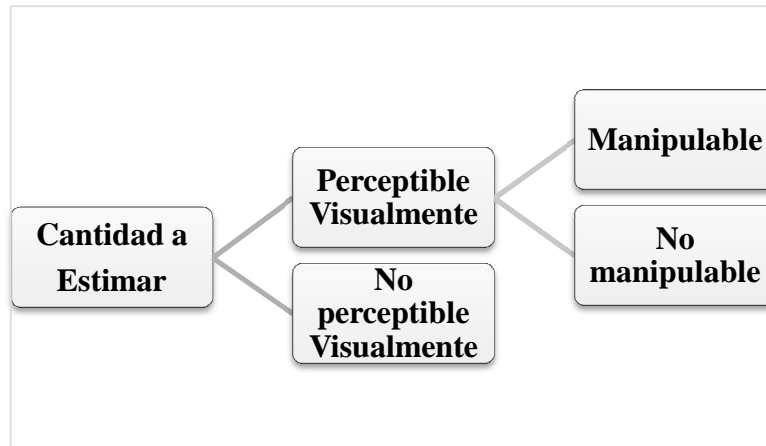 Cantidad a
Estimar
Perceptible
Visualmente
No
perceptible
Visualmente
Manipulable
No
manipulable